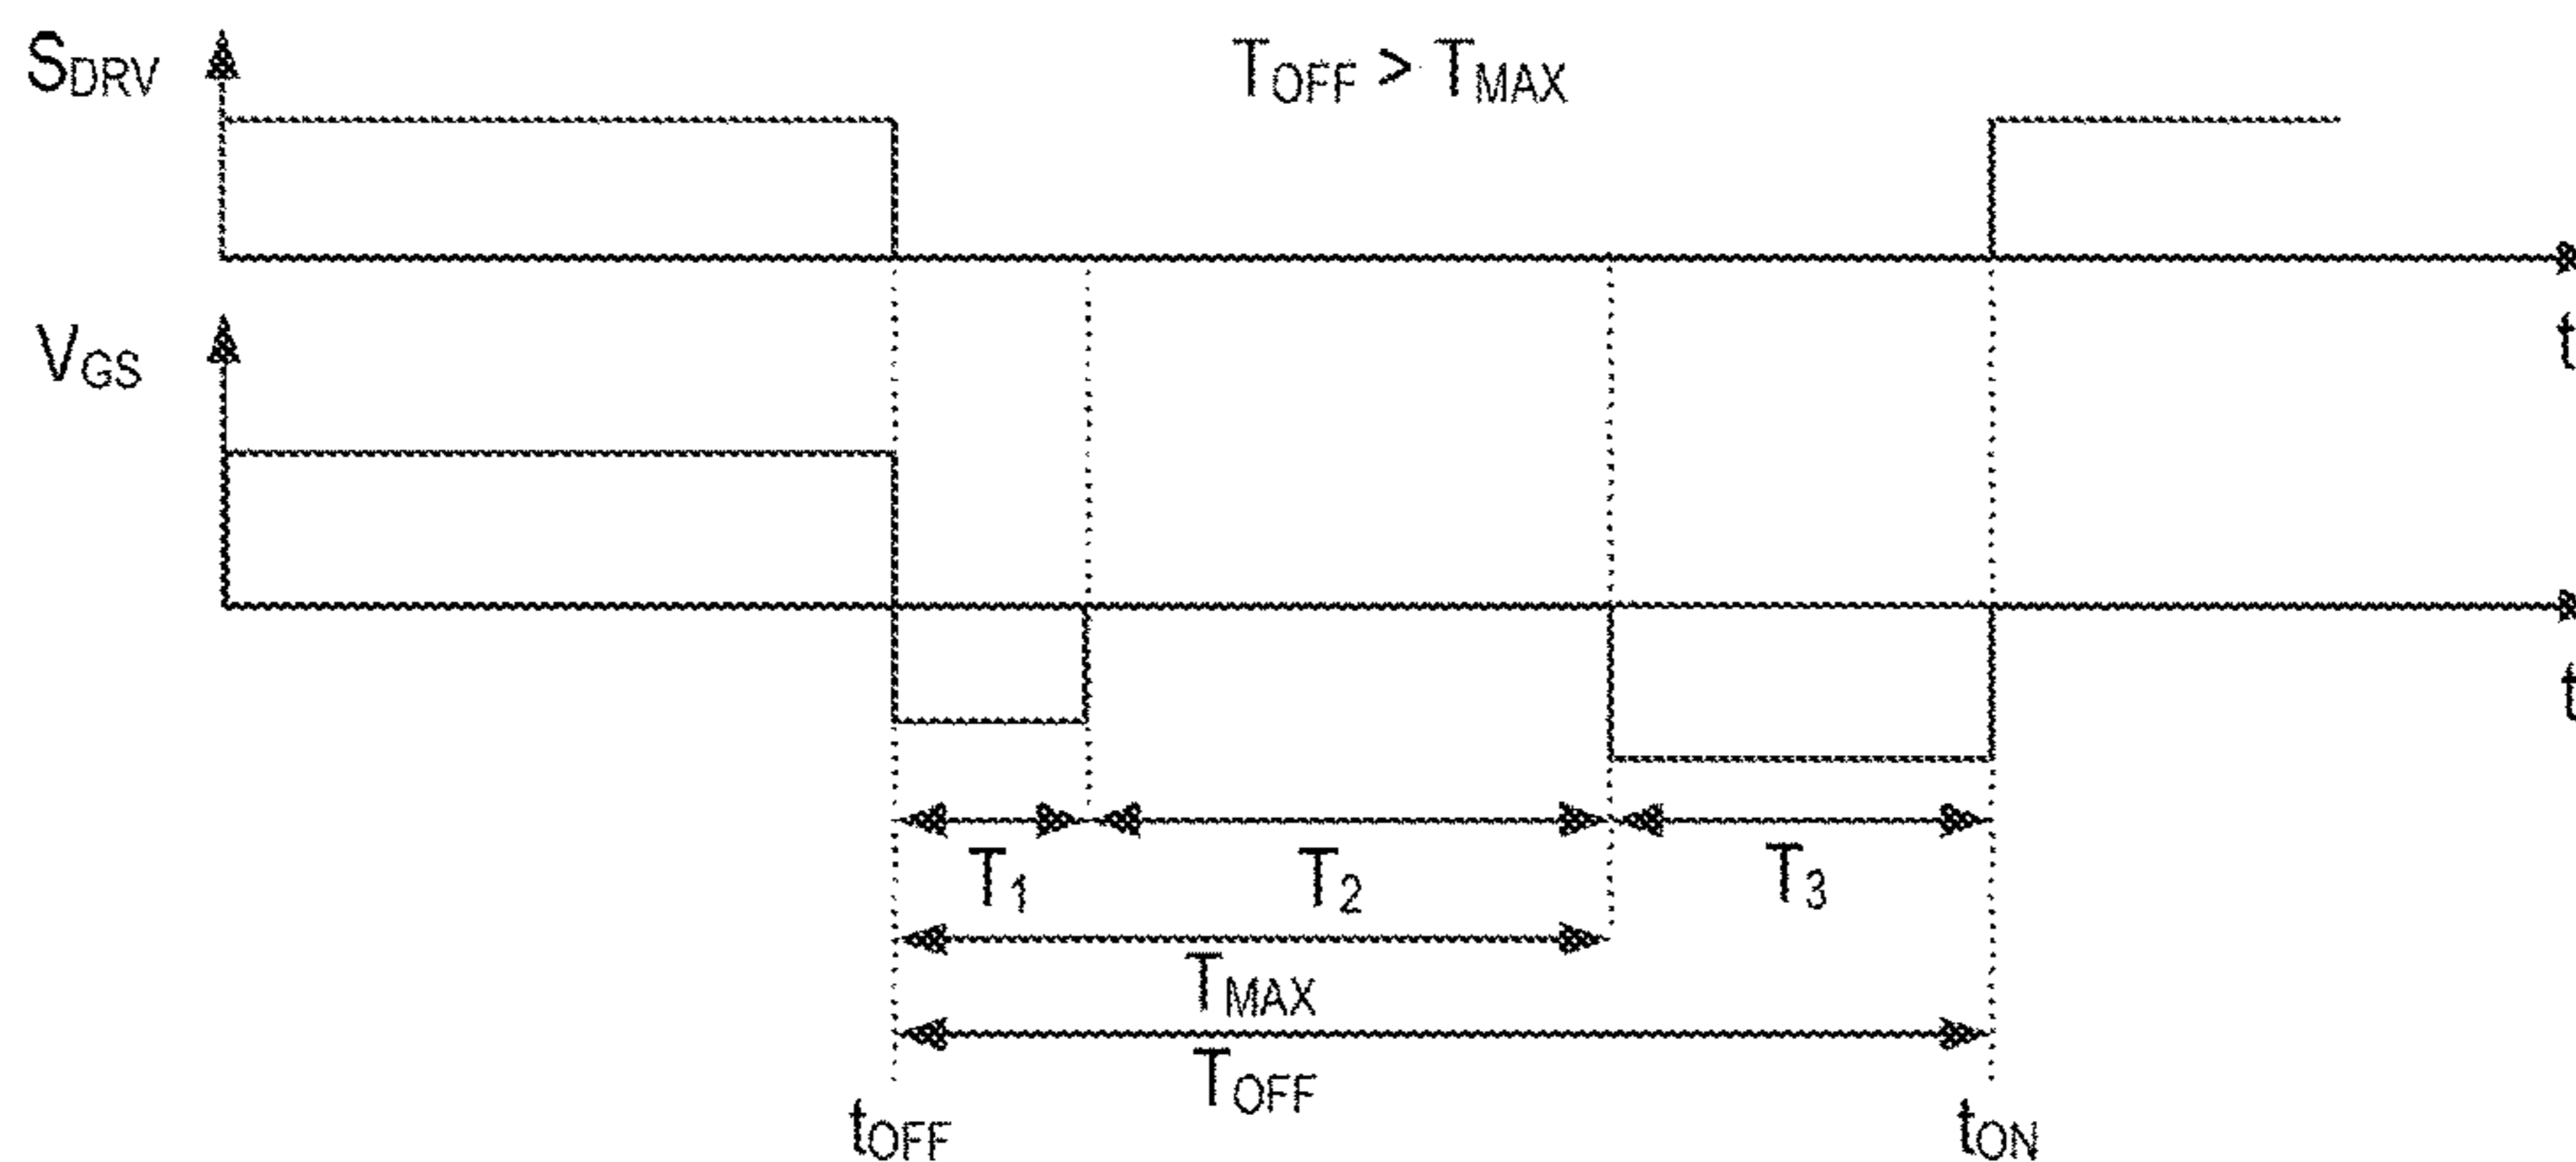 SDRV
TOFF > TMAX
t
VGS
t
T1
T2
T3
TMAX
TOFF
tOFF
tON